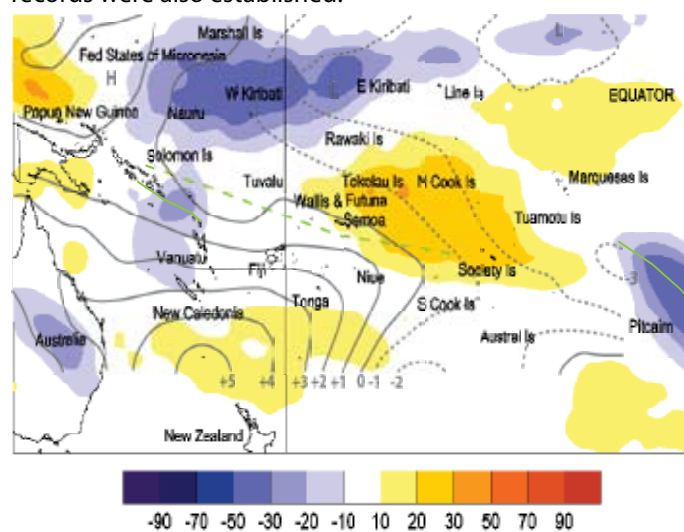 records were also established.
Marshall Is
Fed States of Micronesia
L
H
W Kiribati
L
E Kiribati
Line Is
EQUATOR
Papua New Guinea
Nauru
Rawaki Is
Solomon Is
Tuvalu
Tokolau Is
N Cook Is
Marquesas Is
Wallis & Futuna
Samoa
Tuamotu Is
Vanuatu
Fiji
Niue
Society Is
-3
Tonga
S Cook Is
New Caledonia
Pitcairn
Australia
Austral Is
+5 +4 +3 +2 +1 0 -1 -2
New Zealand
-90 -70 -50 -30 -20 -10 10 20 30 50 70 90